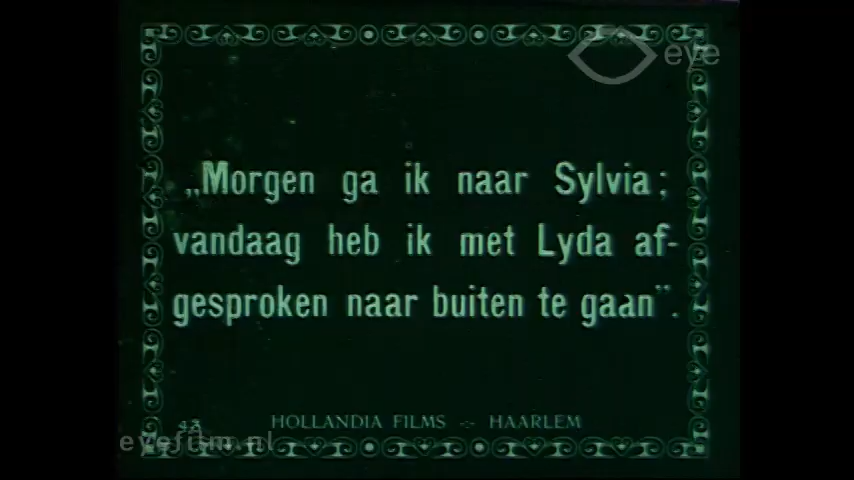 eye
„Morgen ga ik naar Sylvia;
vandaag heb ik met Lyda af-
gesproken naar buiten te gaan”.
43
HOLLANDIA FILMS -:- HAARLEM
eyefilm.nl